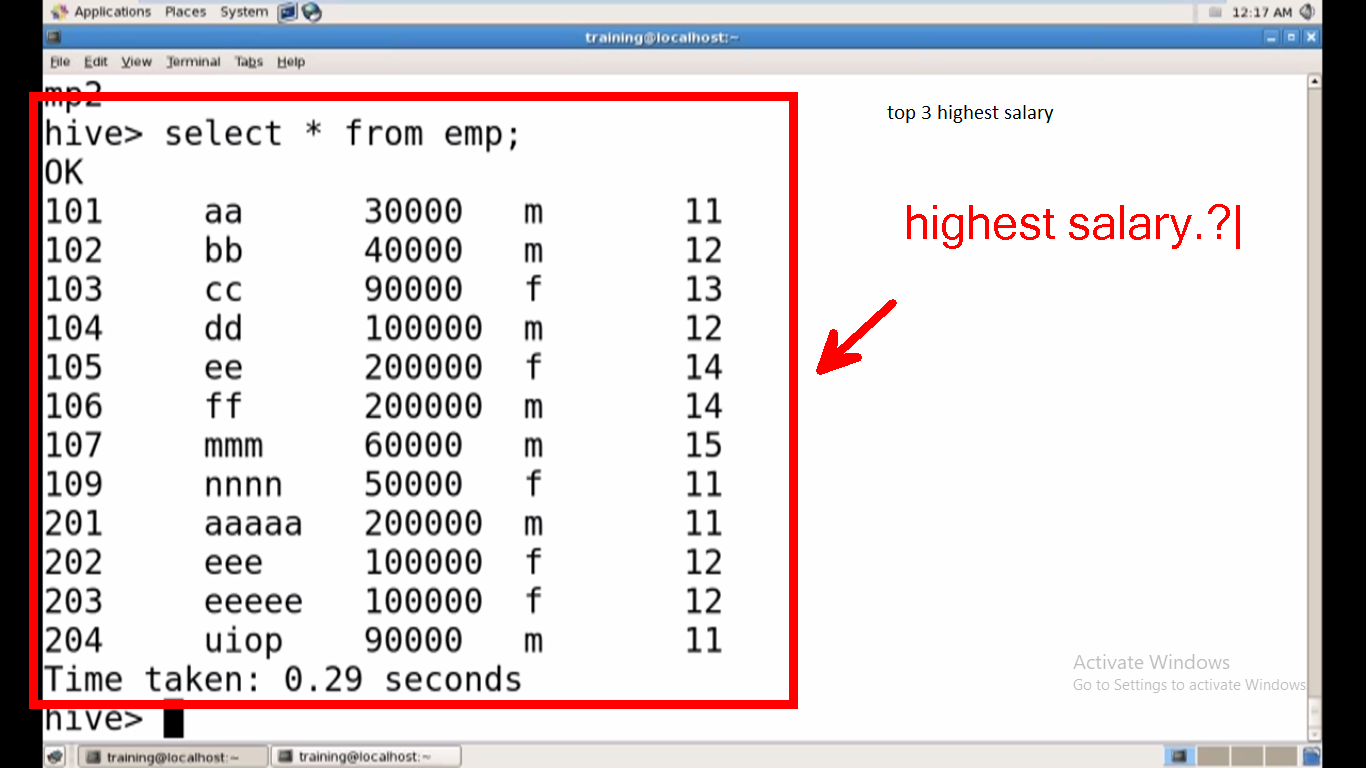 Applications Places System 12:17 AM
training@localhost:~
File Edit View Terminal Tabs Help
mp2
hive> select * from emp;
OK
101 aa 30000 m 11
102 bb 40000 m 12
103 cc 90000 f 13
104 dd 100000 m 12
105 ee 200000 f 14
106 ff 200000 m 14
107 mmm 60000 m 15
109 nnnn 50000 f 11
201 aaaaa 200000 m 11
202 eee 100000 f 12
203 eeeee 100000 f 12
204 uiop 90000 m 11
Time taken: 0.29 seconds
hive>
top 3 highest salary
highest salary.?|
Activate Windows
Go to Settings to activate Windows
training@localhost:~ training@localhost:~